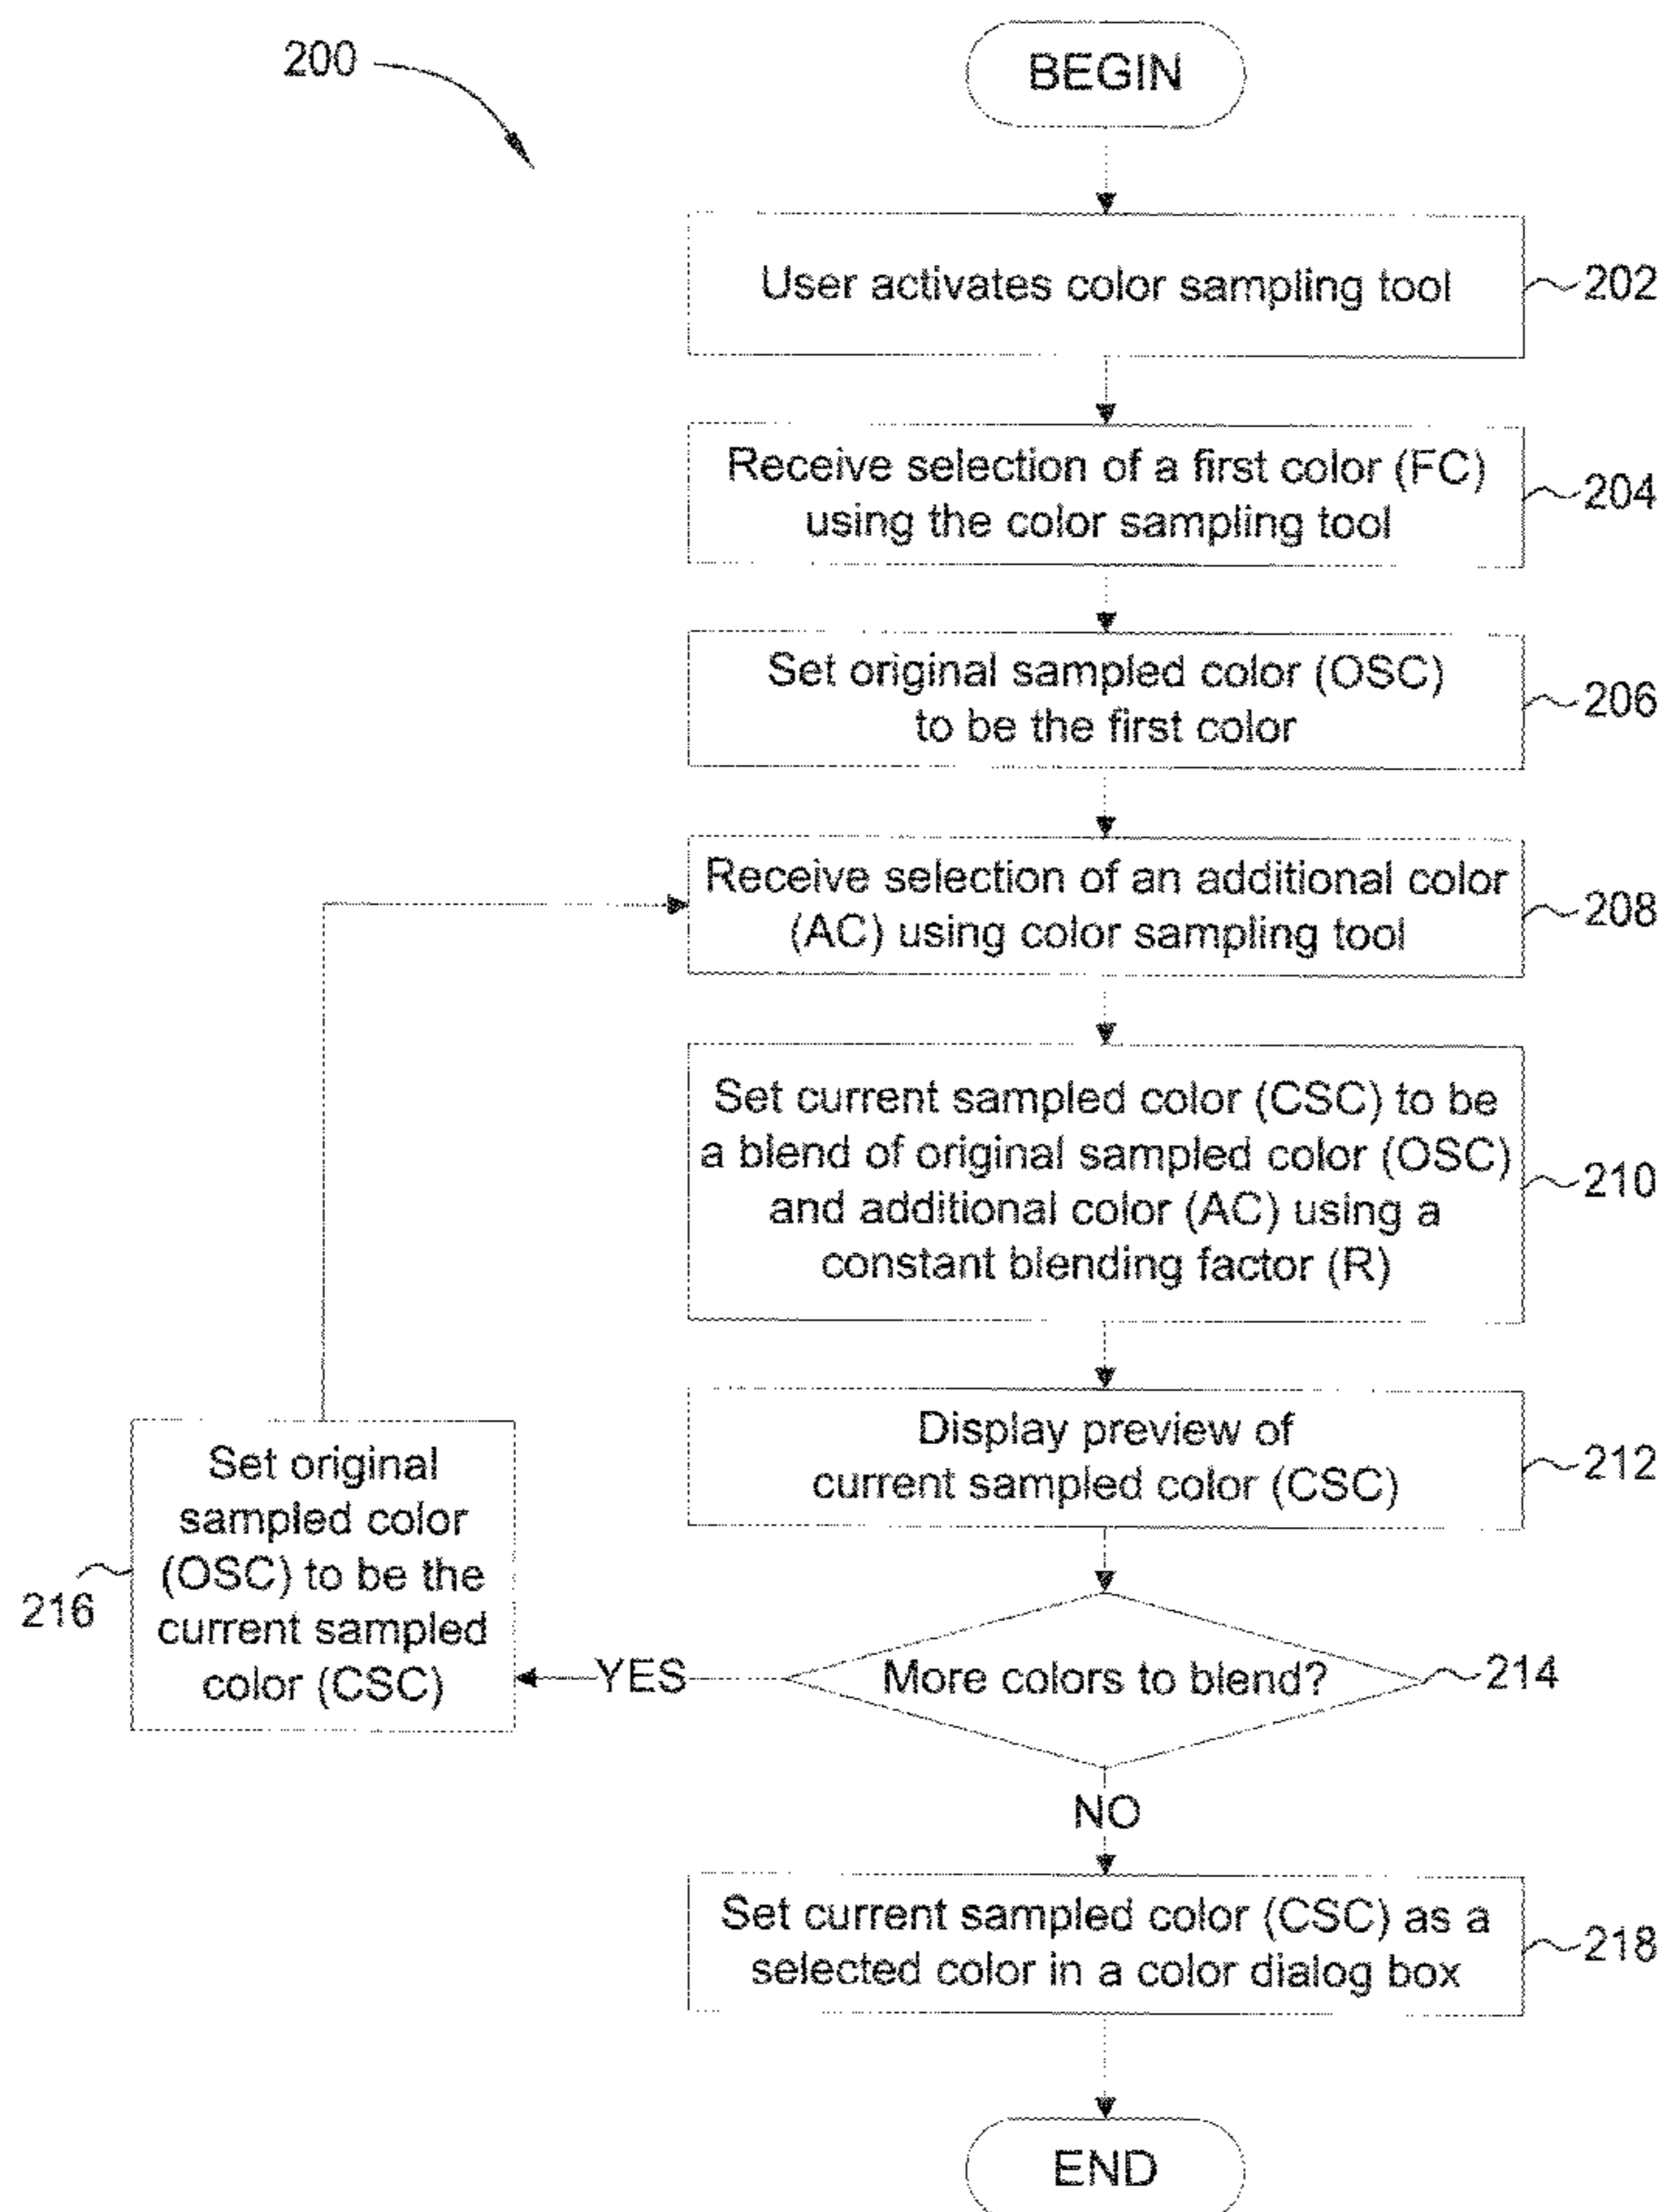 200
BEGIN
User activates color sampling tool
202
Receive selection of a first color (FC)
using the color sampling tool
204
Set original sampled color (OSC)
to be the first color
206
Receive selection of an additional color
(AC) using color sampling tool
208
Set current sampled color (CSC) to be
a blend of original sampled color (OSC)
and additional color (AC) using a
constant blending factor (R)
210
Display preview of
current sampled color (CSC)
212
More colors to blend?
214
YES
Set original
sampled color
(OSC) to be the
current sampled
color (CSC)
216
NO
Set current sampled color (CSC) as a
selected color in a color dialog box
218
END